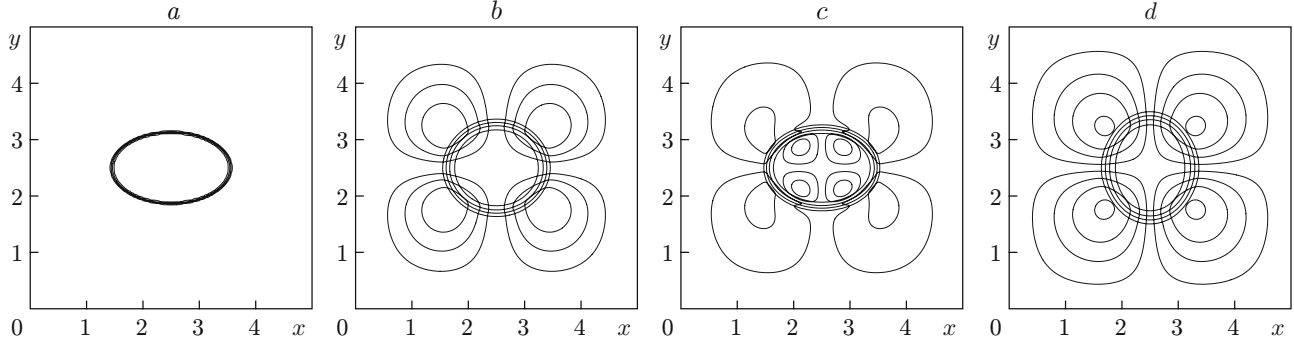 a b c d
y y y y
4 4 4 4
3 3 3 3
2 2 2 2
1 1 1 1
0 1 2 3 4 x 0 1 2 3 4 x 0 1 2 3 4 x 0 1 2 3 4 x